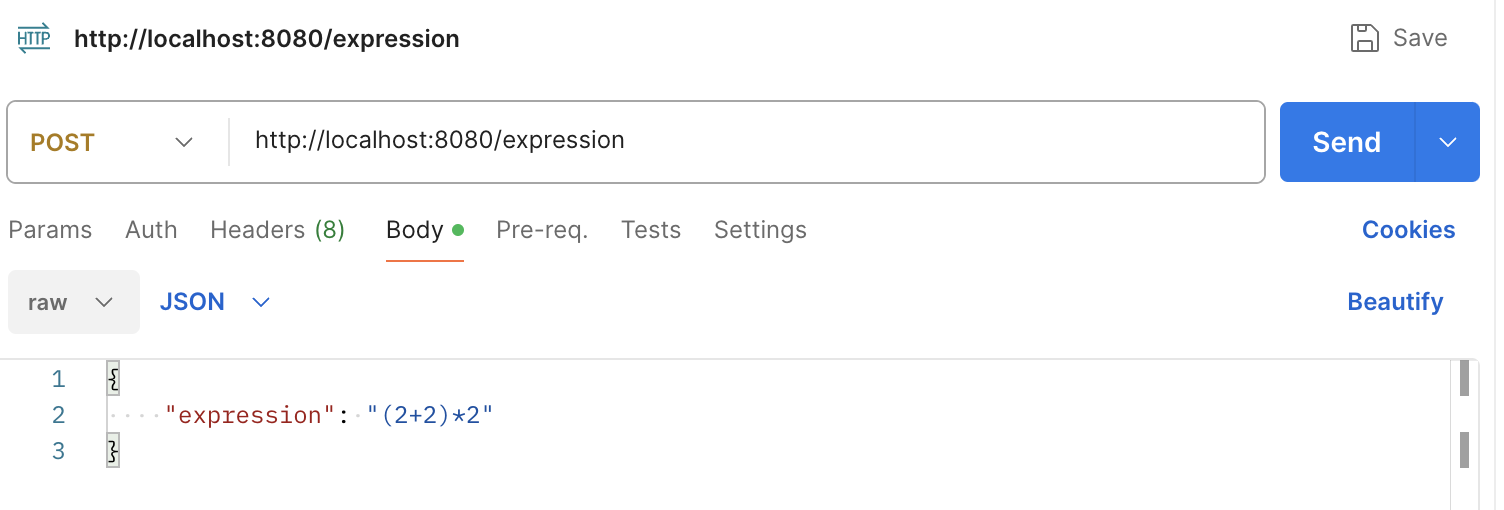 HTTP http://localhost:8080/expression Save
POST http://localhost:8080/expression Send
Params Auth Headers (8) Body Pre-req. Tests Settings Cookies
raw JSON Beautify
1 {
2 ····"expression":·"(2+2)*2"
3 }